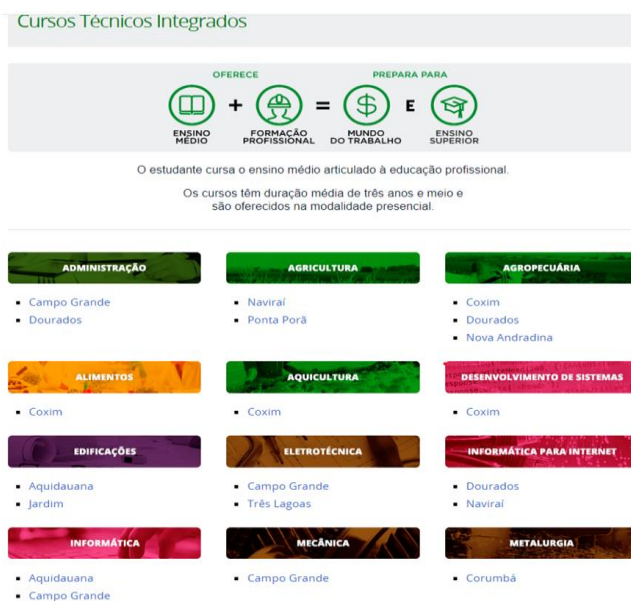 Cursos Técnicos Integrados
OFERECE
PREPARA PARA
+ = $ E
ENSINO MÉDIO
FORMAÇÃO PROFISSIONAL
MUNDO DO TRABALHO
ENSINO SUPERIOR
O estudante cursa o ensino médio articulado à educação profissional.
Os cursos têm duração média de três anos e meio e
são oferecidos na modalidade presencial.
ADMINISTRAÇÃO
Campo Grande
Dourados
AGRICULTURA
Naviraí
Ponta Porã
AGROPECUÁRIA
Coxim
Dourados
Nova Andradina
ALIMENTOS
Coxim
AQUICULTURA
Coxim
DESENVOLVIMENTO DE SISTEMAS
Coxim
EDIFICAÇÕES
Aquidauana
Jardim
ELETROTÉCNICA
Campo Grande
Três Lagoas
INFORMÁTICA PARA INTERNET
Dourados
Naviraí
INFORMÁTICA
Aquidauana
Campo Grande
MECÂNICA
Campo Grande
METALURGIA
Corumbá